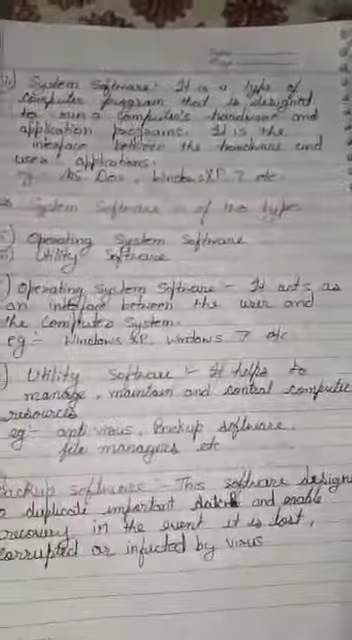 System Software: It is a type of
computer program that is designed
to run a computer's hardware and
application programs. It is the
interface between the hardware and
user applications.
eg:- Ms Dos, Windows XP, 7 etc.
System Software is of two types
i) Operating System Software
ii) Utility Software
) Operating System Software - It acts as
an interface between the user and
the Computer System.
eg:- Windows XP, windows 7 etc
) Utility Software :- It helps to
manage, maintain and control computer
resources
eg:- anti virus, Backup software,
file managers etc
Backup software - This software designed
to duplicate important and enable
recovery in the event it is lost,
corrupted or infected by virus